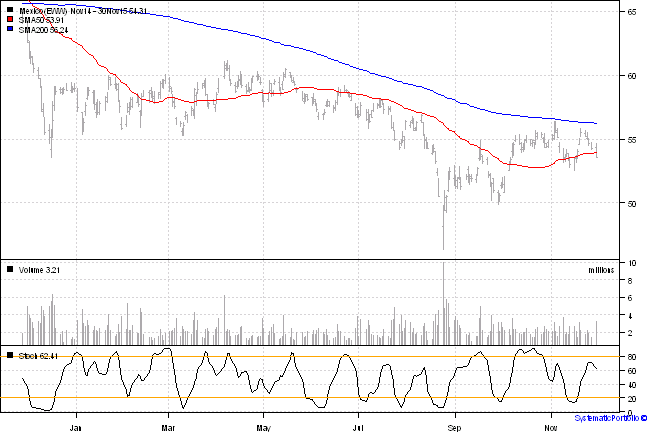 Mexico (EWW) Nov14 - 30Nov15 54.31
SMA50 53.91
SMA200 56.24
65
60
55
50
Volume 3.21
millions
10
8
6
4
2
Stoch 62.41
80
60
40
20
0
Jan Mar May Jul Sep Nov
SystematicPortfolio ©